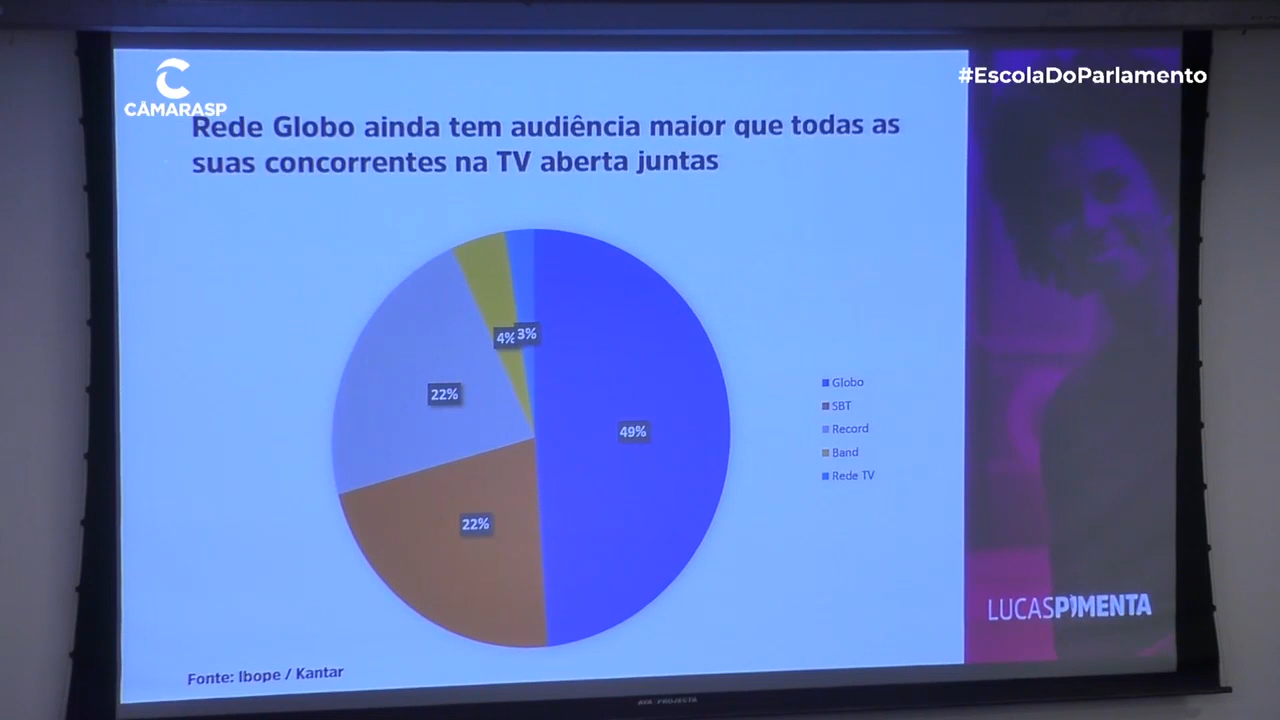 CÂMARASP
#EscolaDoParlamento
Rede Globo ainda tem audiência maior que todas as
suas concorrentes na TV aberta juntas
4%
3%
22%
49%
22%
Globo
SBT
Record
Band
Rede TV
LUCASPIMENTA
Fonte: Ibope / Kantar